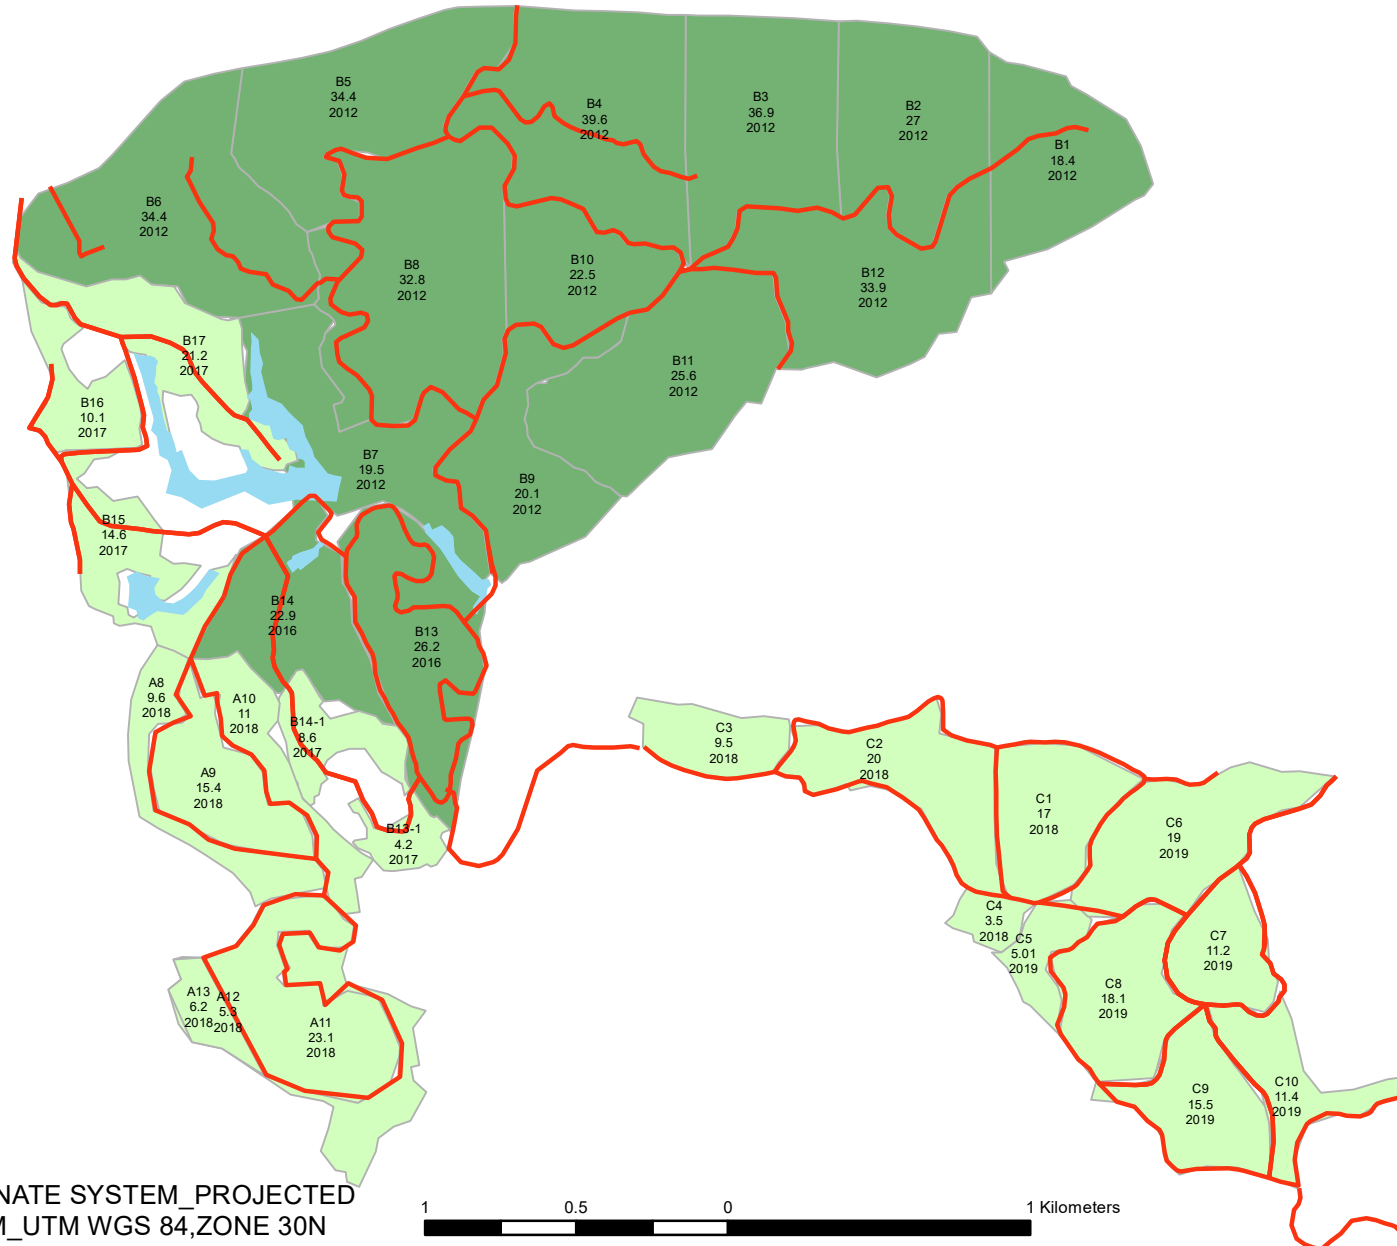 B5
34.4
2012
B4
39.6
2012
B3
36.9
2012
B2
27
2012
B1
18.4
2012
B6
34.4
2012
B8
32.8
2012
B10
22.5
2012
B12
33.9
2012
B17
21.2
2017
B11
25.6
2012
B16
10.1
2017
B7
19.5
2012
B9
20.1
2012
B15
14.6
2017
B14
22.9
2016
B13
26.2
2016
A8
9.6
2018
A10
11
2018
B14-1
8.6
2017
C3
9.5
2018
C2
20
2018
A9
15.4
2018
C1
17
2018
C6
19
2019
B13-1
4.2
2017
C4
3.5
2018
C5
5.01
2019
C7
11.2
2019
A13
6.2
2018
A12
5.3
2018
A11
23.1
2018
C8
18.1
2019
C9
15.5
2019
C10
11.4
2019
NATE SYSTEM_PROJECTED
M_UTM WGS 84,ZONE 30N
1 0.5 0 1 Kilometers